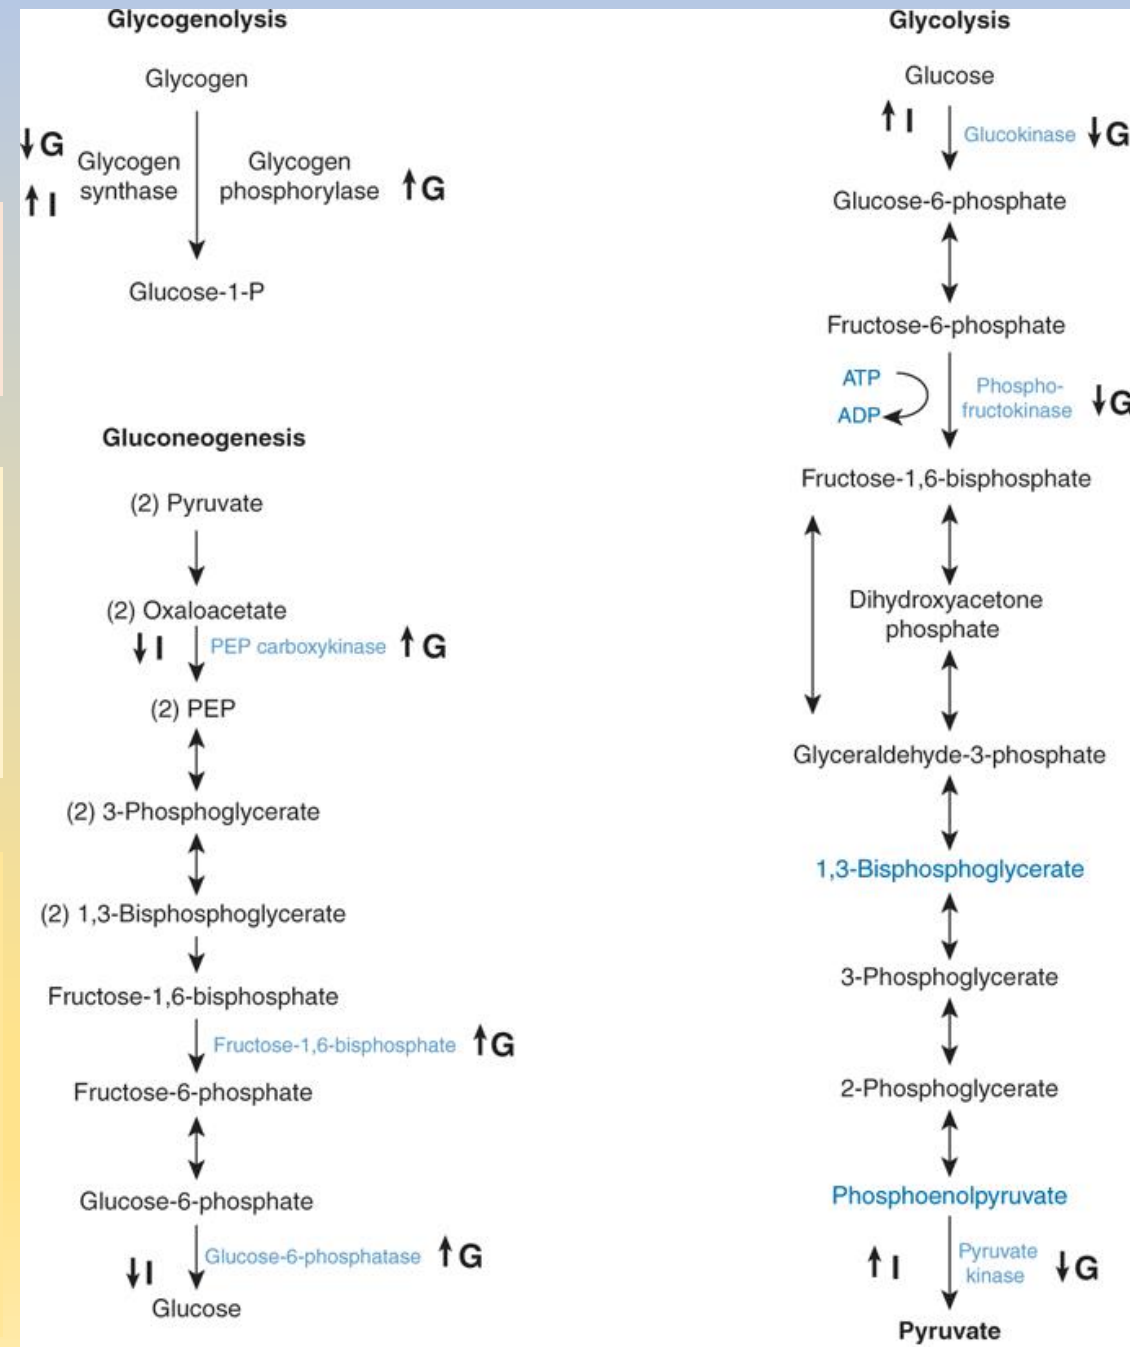 Glycogenolysis
Glycogen
↓G
↑I
Glycogen
synthase
Glycogen
phosphorylase
↑G
Glucose-1-P
Gluconeogenesis
(2) Pyruvate
(2) Oxaloacetate
↓I
PEP carboxykinase
↑G
(2) PEP
(2) 3-Phosphoglycerate
(2) 1,3-Bisphosphoglycerate
Fructose-1,6-bisphosphate
Fructose-1,6-bisphosphate
↑G
Fructose-6-phosphate
Glucose-6-phosphate
↓I
Glucose-6-phosphatase
↑G
Glucose
Glycolysis
Glucose
↑I
Glucokinase
↓G
Glucose-6-phosphate
Fructose-6-phosphate
ATP
ADP
Phospho-
fructokinase
↓G
Fructose-1,6-bisphosphate
Dihydroxyacetone
phosphate
Glyceraldehyde-3-phosphate
1,3-Bisphosphoglycerate
3-Phosphoglycerate
2-Phosphoglycerate
Phosphoenolpyruvate
↑I
Pyruvate
kinase
↓G
Pyruvate